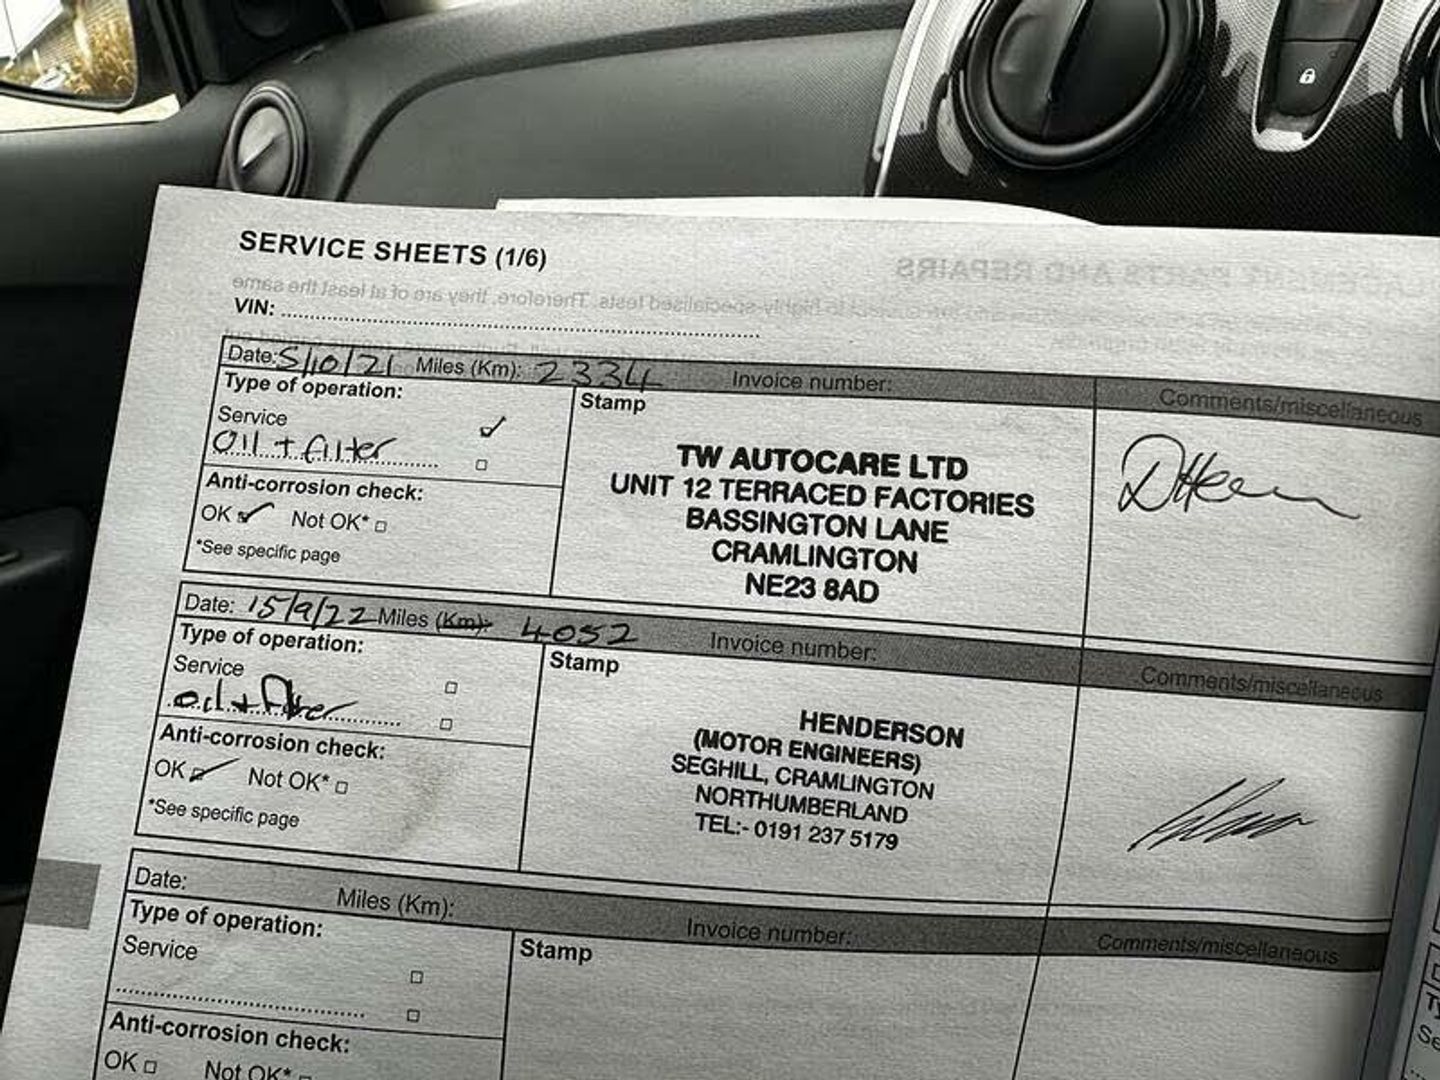 SERVICE SHEETS (1/6)
VIN:
Date: 5/10/21 Miles (Km): 2334 Invoice number: Comments/miscellaneous
Type of operation:
Stamp
Service
Oil + filter
TW AUTOCARE LTD
UNIT 12 TERRACED FACTORIES
BASSINGTON LANE
CRAMLINGTON
NE23 8AD
Anti-corrosion check:
OK Not OK*
*See specific page
Date: 15/9/22 Miles (Km): 4052 Invoice number: Comments/miscellaneous
Type of operation:
Stamp
Service
oil + filter
HENDERSON
(MOTOR ENGINEERS)
SEGHILL, CRAMLINGTON
NORTHUMBERLAND
TEL:- 0191 237 5179
Anti-corrosion check:
OK Not OK*
*See specific page
Date: Miles (Km): Invoice number: Comments/miscellaneous
Type of operation:
Stamp
Service
Anti-corrosion check:
OK Not OK*